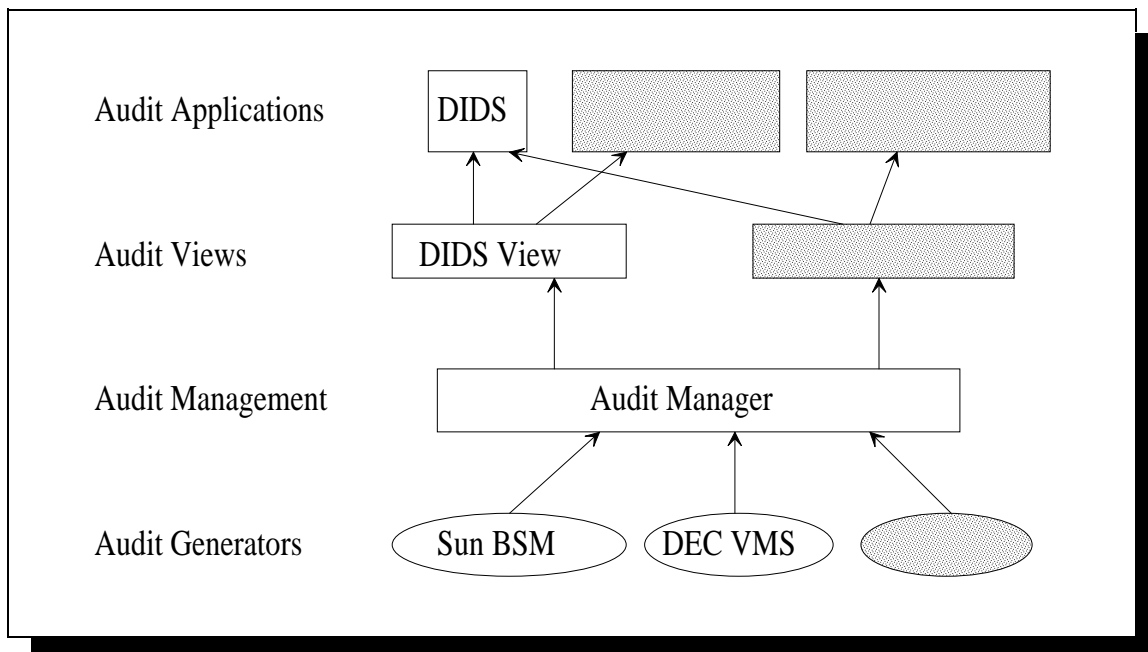 Audit Applications
DIDS
Audit Views
DIDS View
Audit Management
Audit Manager
Audit Generators
Sun BSM
DEC VMS